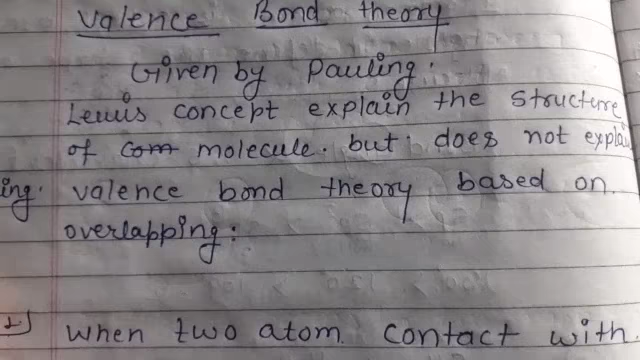 Valence Bond theory
Given by Pauling.
Lewis concept explain the structure
of com molecule. but does not explain
ing. valence bond theory based on
overlapping:
when two atom contact with